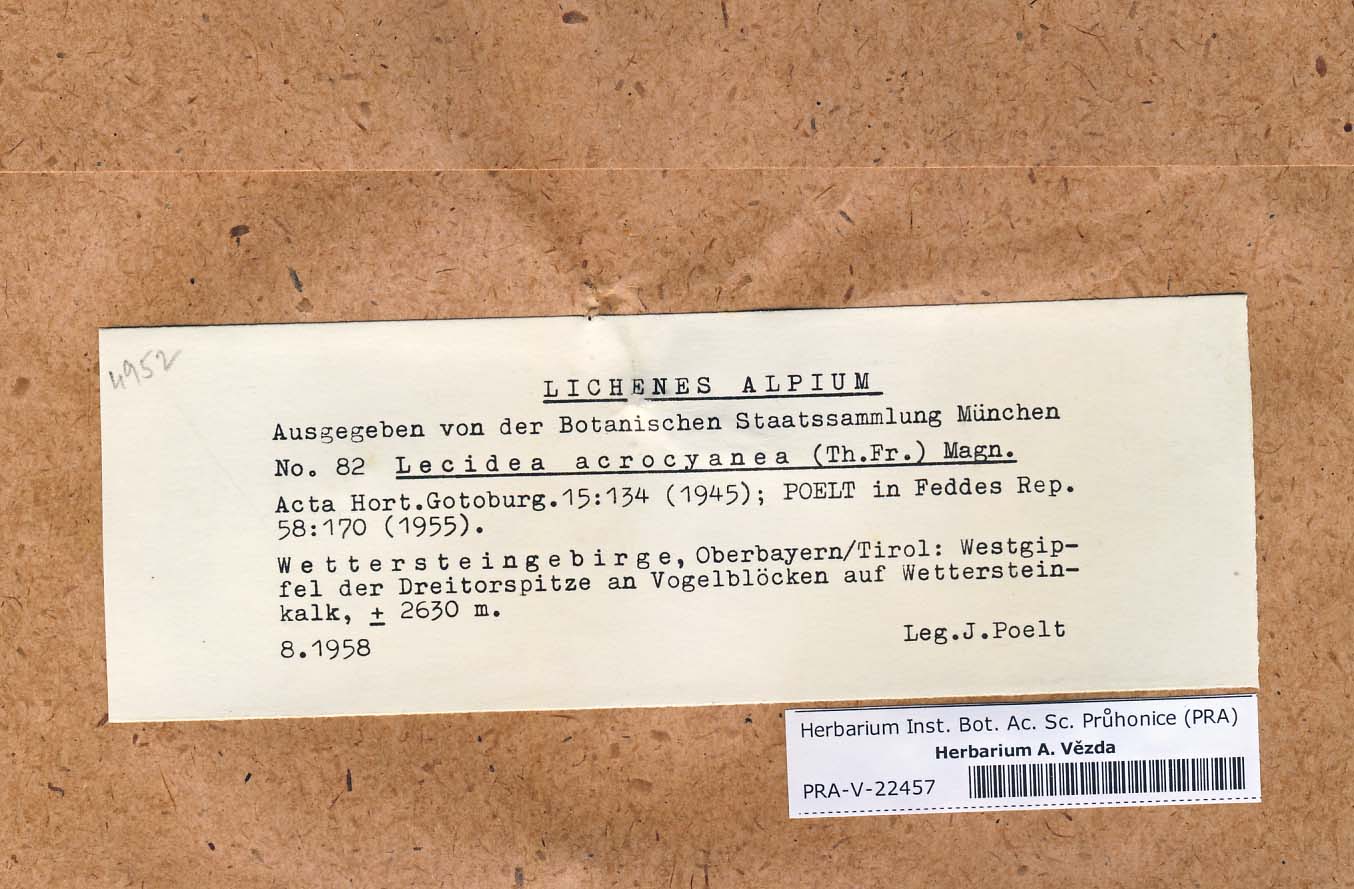 4952
LICHENES ALPIUM
Ausgegeben von der Botanischen Staatssammlung München
No. 82 Lecidea acrocyanea (Th.Fr.) Magn.
Acta Hort.Gotoburg.15:134 (1945); POELT in Feddes Rep.
58:170 (1955).
Wettersteingebirge, Oberbayern/Tirol: Westgip-
fel der Dreitorspitze an Vogelblöcken auf Wetterstein-
kalk, ± 2630 m.
8.1958 Leg.J.Poelt
Herbarium Inst. Bot. Ac. Sc. Průhonice (PRA)
Herbarium A. Vězda
PRA-V-22457